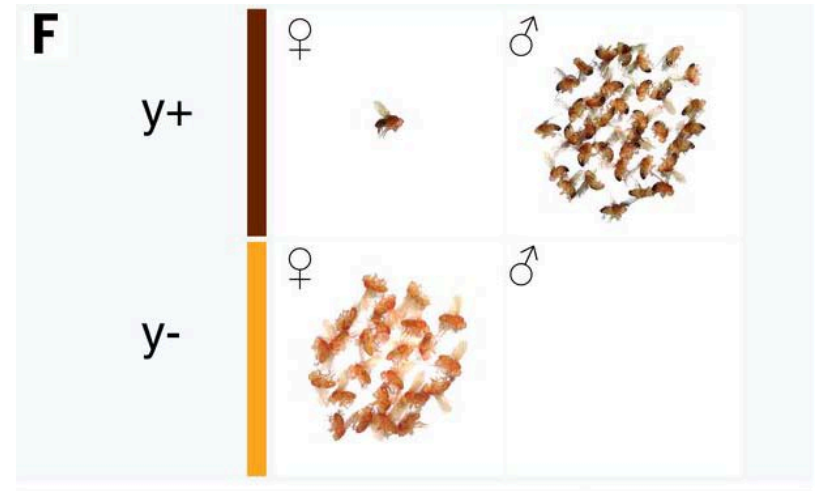 F
♀ ♂
y+
♀ ♂
y-